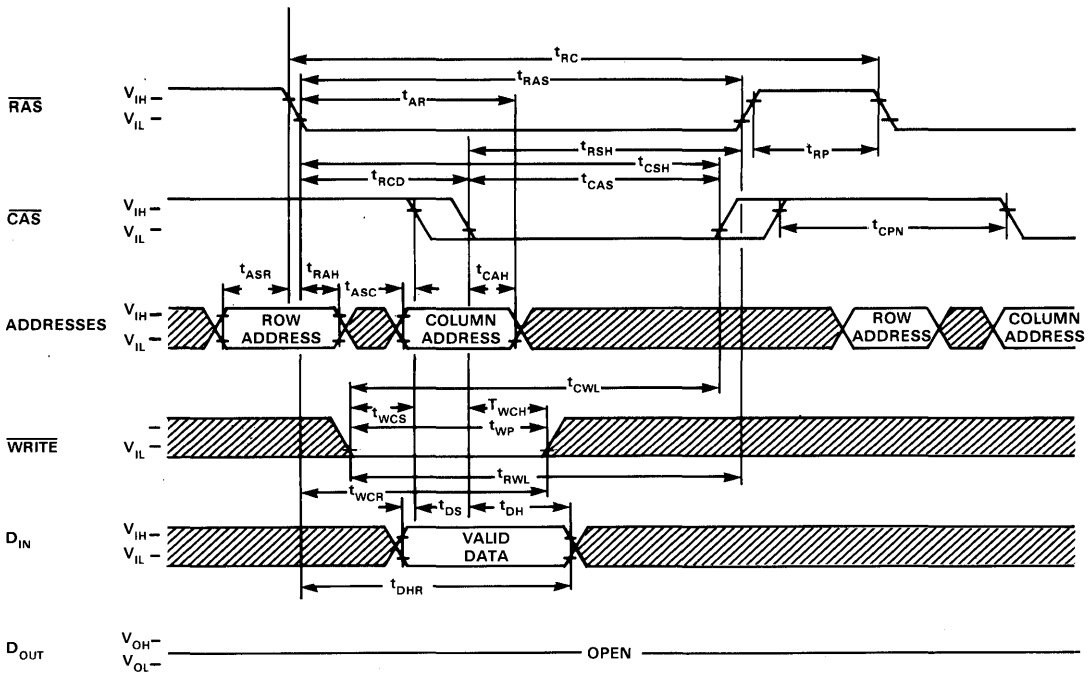 tRC
tRAS
tAR
RAS
VIH –
VIL –
tRSH
tRP
tCSH
tRCD
tCAS
CAS
VIH –
VIL –
tCPN
tASR
tRAH
tASC
tCAH
ADDRESSES
VIH –
VIL –
ROW
ADDRESS
COLUMN
ADDRESS
ROW
ADDRESS
COLUMN
ADDRESS
tCWL
tWCS
TWCH
tWP
WRITE
–
VIL –
tRWL
tWCR
tDS
tDH
DIN
VIH –
VIL –
VALID
DATA
tDHR
DOUT
VOH –
VOL –
OPEN